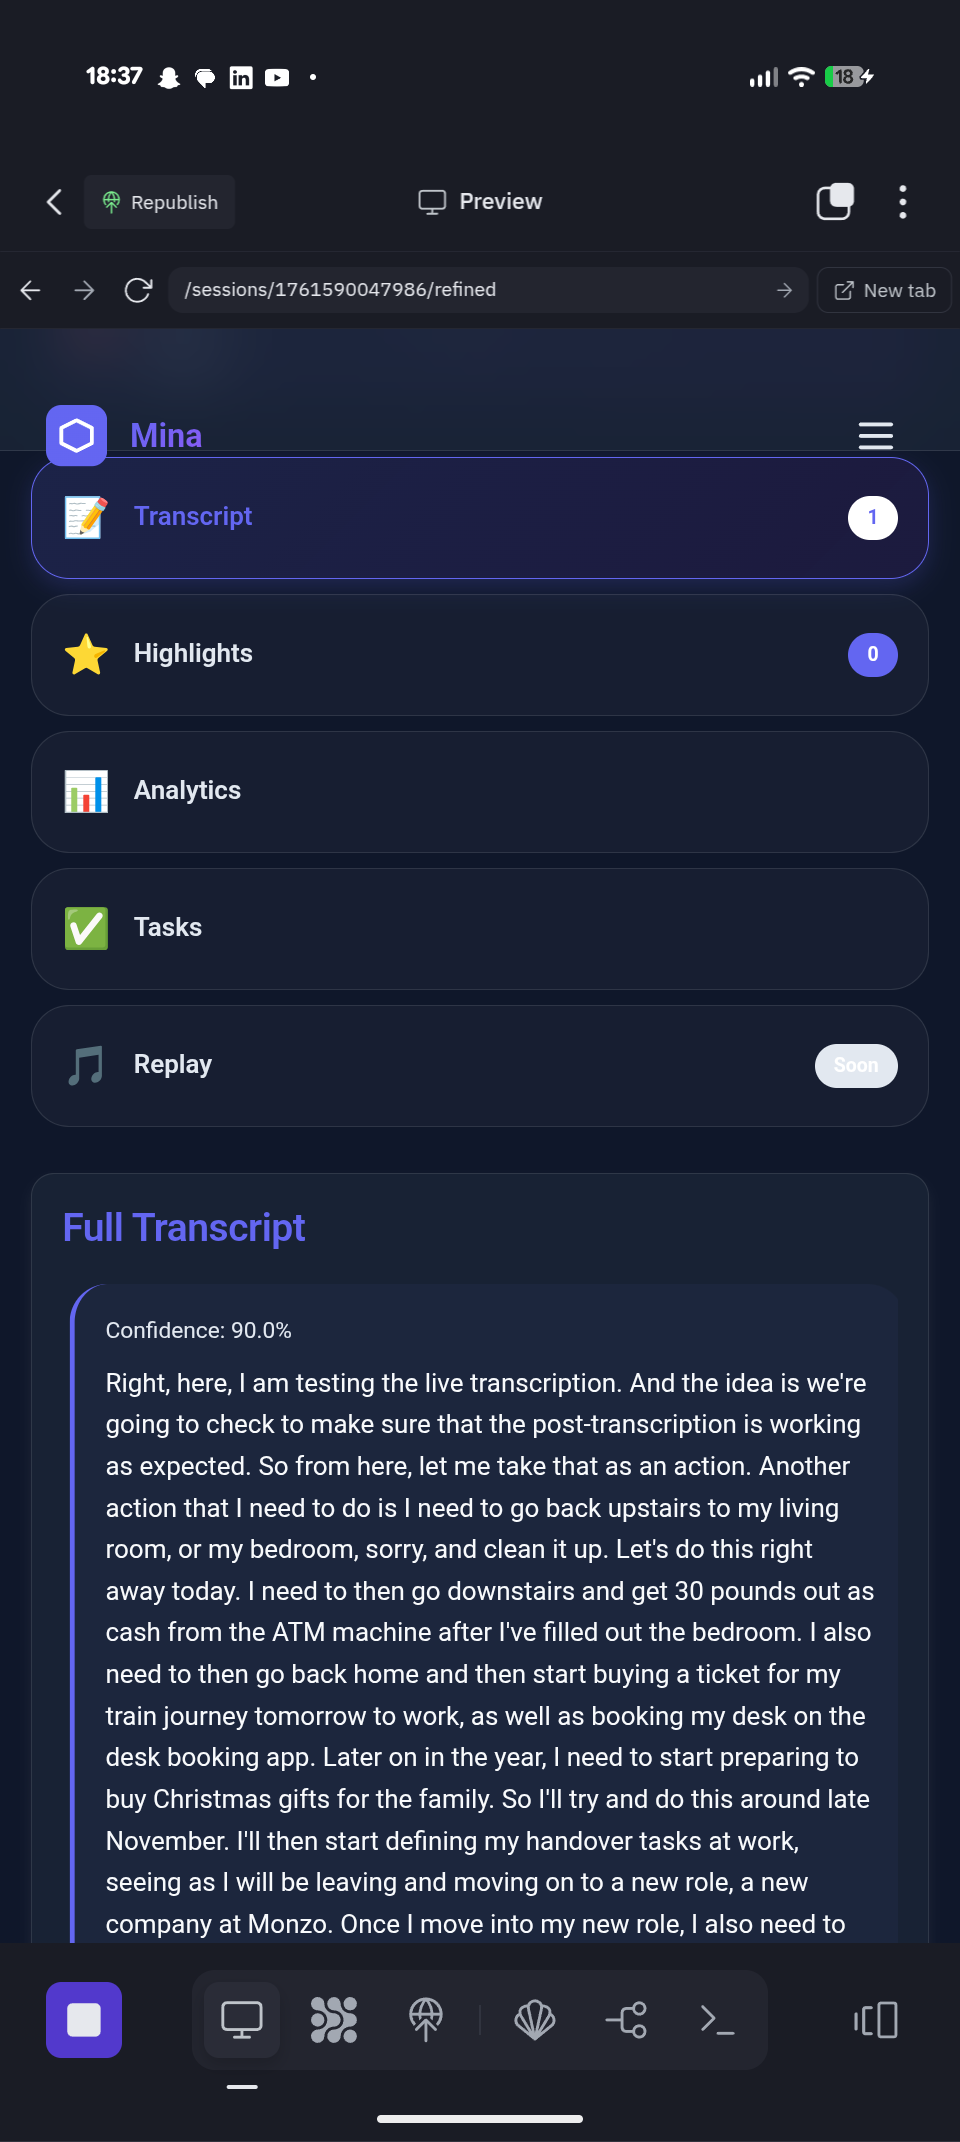 18:37
18
Republish
Preview
/sessions/1761590047986/refined
New tab
Mina
Transcript
1
Highlights
0
Analytics
Tasks
Replay
Soon
Full Transcript
Confidence: 90.0%
Right, here, I am testing the live transcription. And the idea is we're
going to check to make sure that the post-transcription is working
as expected. So from here, let me take that as an action. Another
action that I need to do is I need to go back upstairs to my living
room, or my bedroom, sorry, and clean it up. Let's do this right
away today. I need to then go downstairs and get 30 pounds out as
cash from the ATM machine after I've filled out the bedroom. I also
need to then go back home and then start buying a ticket for my
train journey tomorrow to work, as well as booking my desk on the
desk booking app. Later on in the year, I need to start preparing to
buy Christmas gifts for the family. So I'll try and do this around late
November. I'll then start defining my handover tasks at work,
seeing as I will be leaving and moving on to a new role, a new
company at Monzo. Once I move into my new role, I also need to